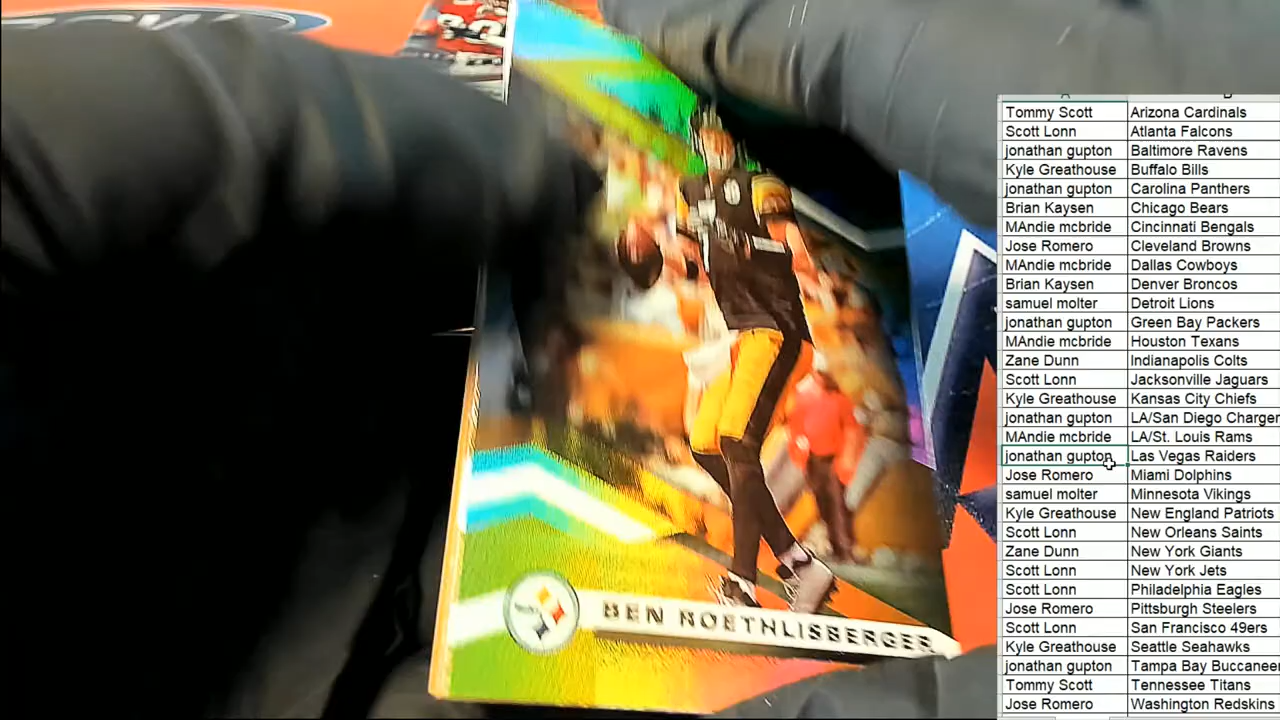 Tommy Scott Arizona Cardinals
Scott Lonn Atlanta Falcons
jonathan gupton Baltimore Ravens
Kyle Greathouse Buffalo Bills
jonathan gupton Carolina Panthers
Brian Kaysen Chicago Bears
MAndie mcbride Cincinnati Bengals
Jose Romero Cleveland Browns
MAndie mcbride Dallas Cowboys
Brian Kaysen Denver Broncos
samuel molter Detroit Lions
jonathan gupton Green Bay Packers
MAndie mcbride Houston Texans
Zane Dunn Indianapolis Colts
Scott Lonn Jacksonville Jaguars
Kyle Greathouse Kansas City Chiefs
jonathan gupton LA/San Diego Charger
MAndie mcbride LA/St. Louis Rams
jonathan gupton Las Vegas Raiders
Jose Romero Miami Dolphins
samuel molter Minnesota Vikings
Kyle Greathouse New England Patriots
Scott Lonn New Orleans Saints
Zane Dunn New York Giants
Scott Lonn New York Jets
Scott Lonn Philadelphia Eagles
Jose Romero Pittsburgh Steelers
Scott Lonn San Francisco 49ers
Kyle Greathouse Seattle Seahawks
jonathan gupton Tampa Bay Buccaneer
Tommy Scott Tennessee Titans
Jose Romero Washington Redskins
BEN ROETHLISBERGER